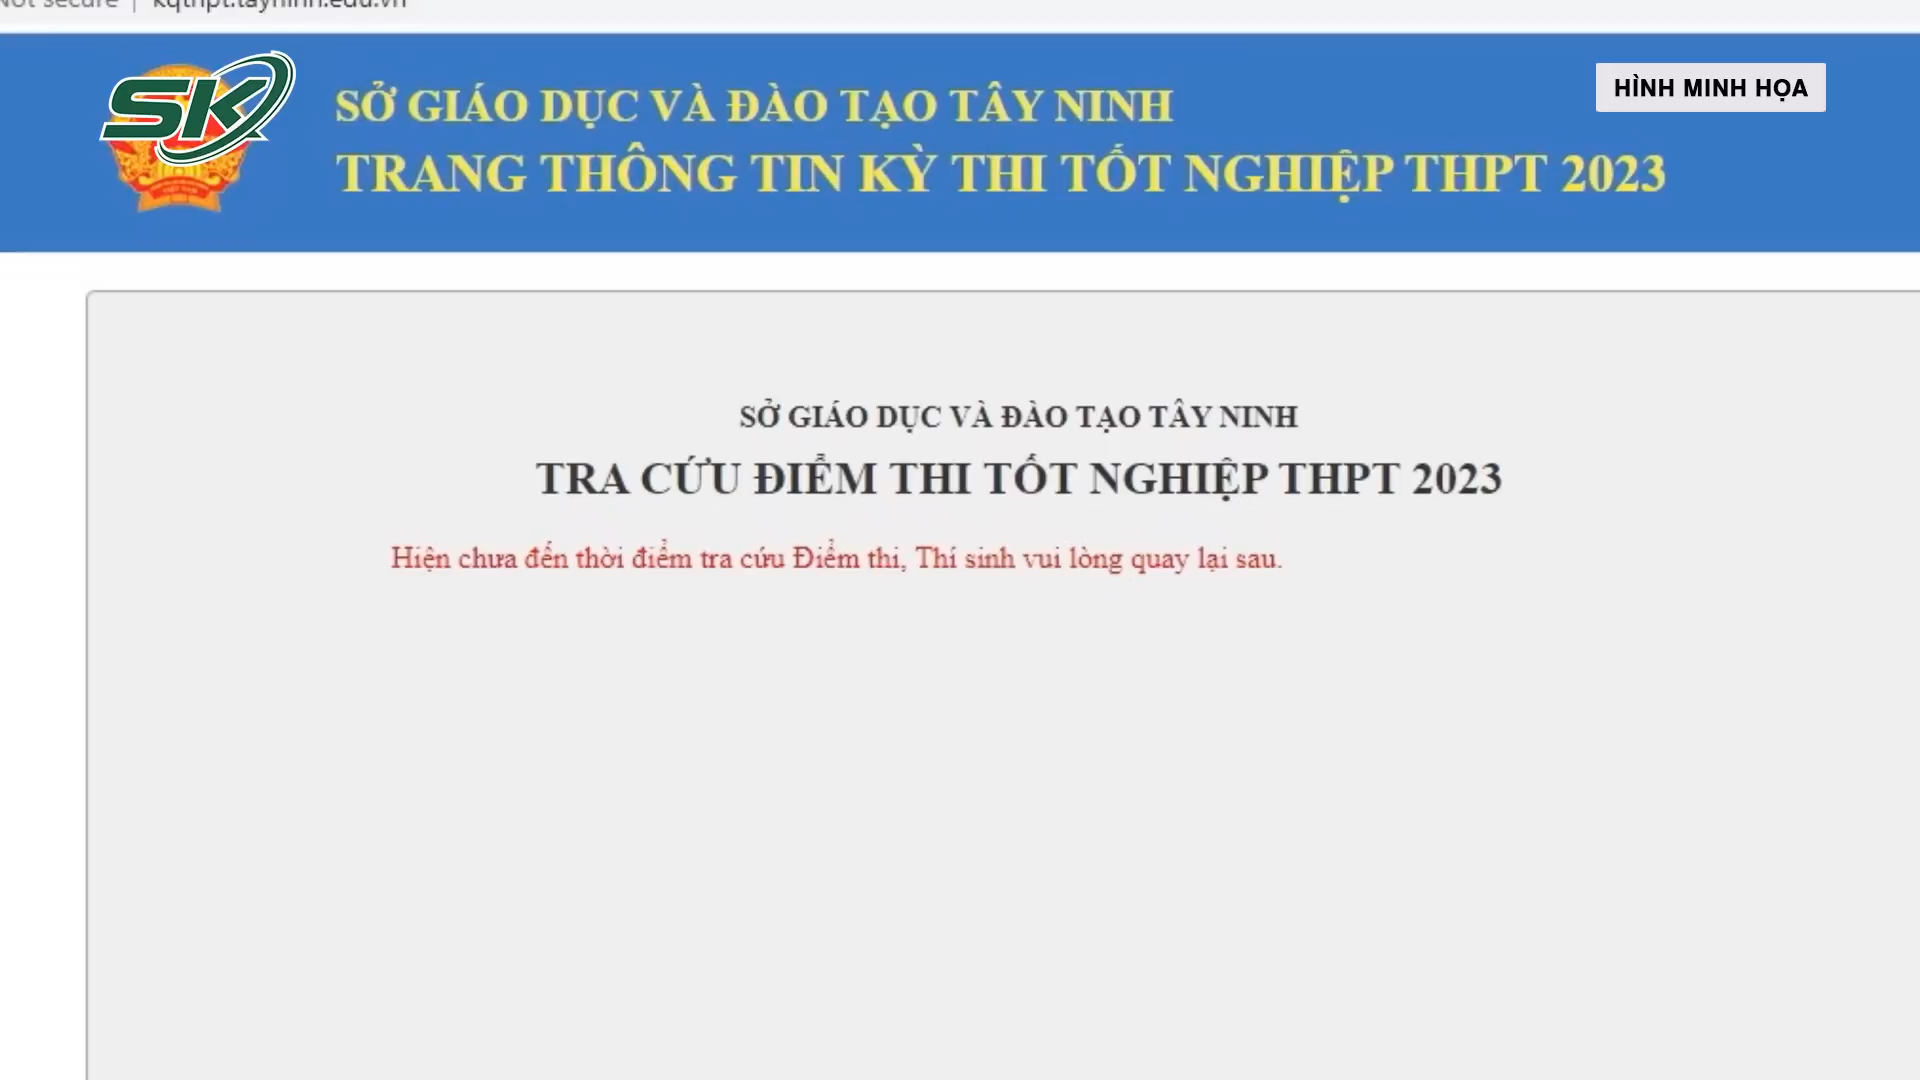 Not secure | kqthpt.tayninh.edu.vn
SK
HÌNH MINH HỌA
SỞ GIÁO DỤC VÀ ĐÀO TẠO TÂY NINH
TRANG THÔNG TIN KỲ THI TỐT NGHIỆP THPT 2023
SỞ GIÁO DỤC VÀ ĐÀO TẠO TÂY NINH
TRA CỨU ĐIỂM THI TỐT NGHIỆP THPT 2023
Hiện chưa đến thời điểm tra cứu Điểm thi, Thí sinh vui lòng quay lại sau.